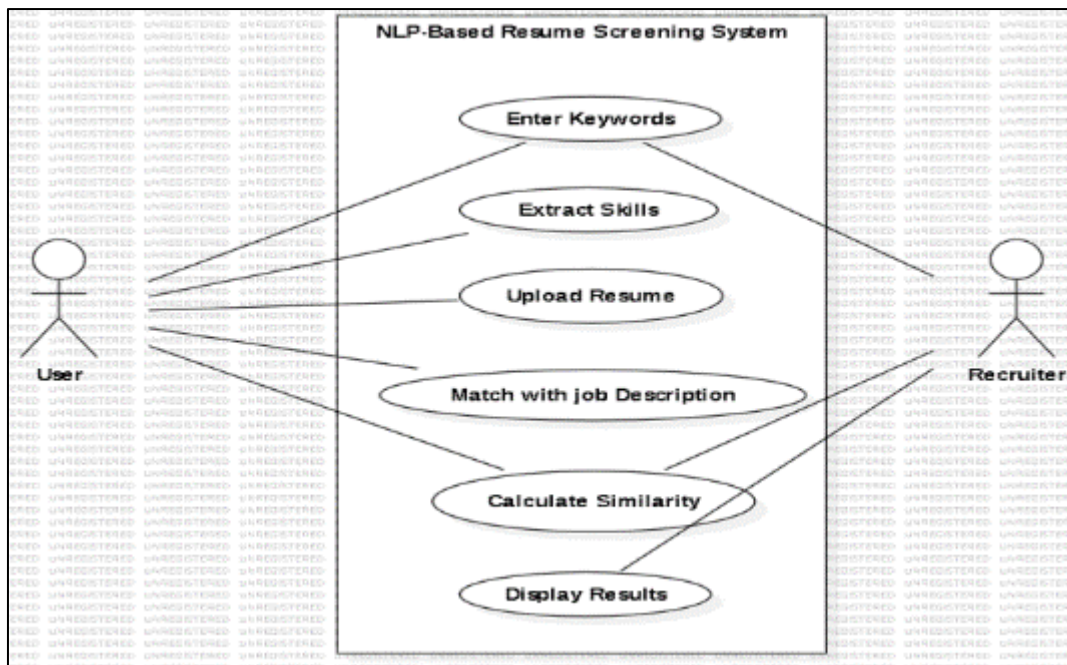 NLP-Based Resume Screening System
Enter Keywords
Extract Skills
Upload Resume
User
Recruiter
Match with job Description
Calculate Similarity
Display Results
UNREGISTERED